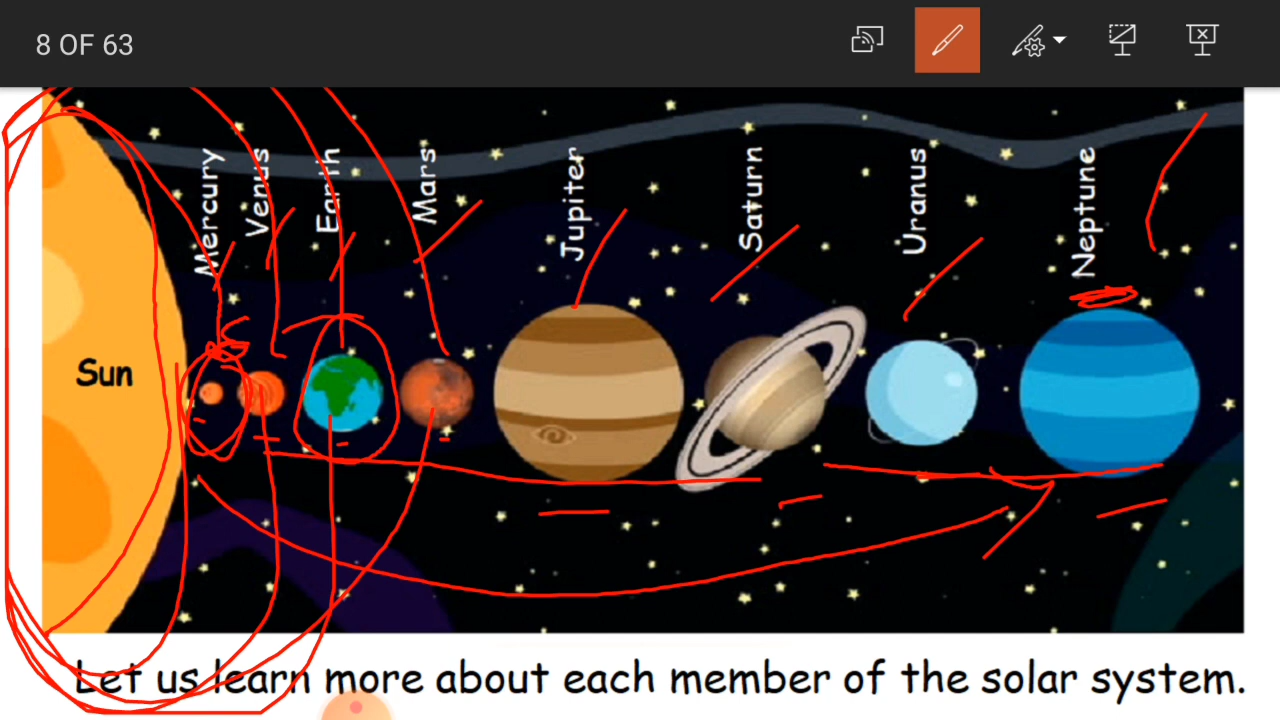 8 OF 63
Mercury
Venus
Earth
Mars
Jupiter
Saturn
Uranus
Neptune
Sun
Let us learn more about each member of the solar system.